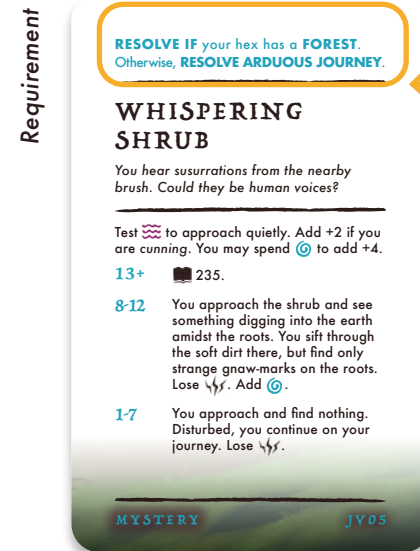 Requirement
RESOLVE IF your hex has a FOREST.
Otherwise, RESOLVE ARDUOUS JOURNEY.
WHISPERING
SHRUB
You hear susurrations from the nearby
brush. Could they be human voices?
Test to approach quietly. Add +2 if you
are cunning. You may spend to add +4.
13+ 235.
8-12 You approach the shrub and see
something digging into the earth
amidst the roots. You sift through
the soft dirt there, but find only
strange gnaw-marks on the roots.
Lose . Add .
1-7 You approach and find nothing.
Disturbed, you continue on your
journey. Lose .
MYSTERY JV05